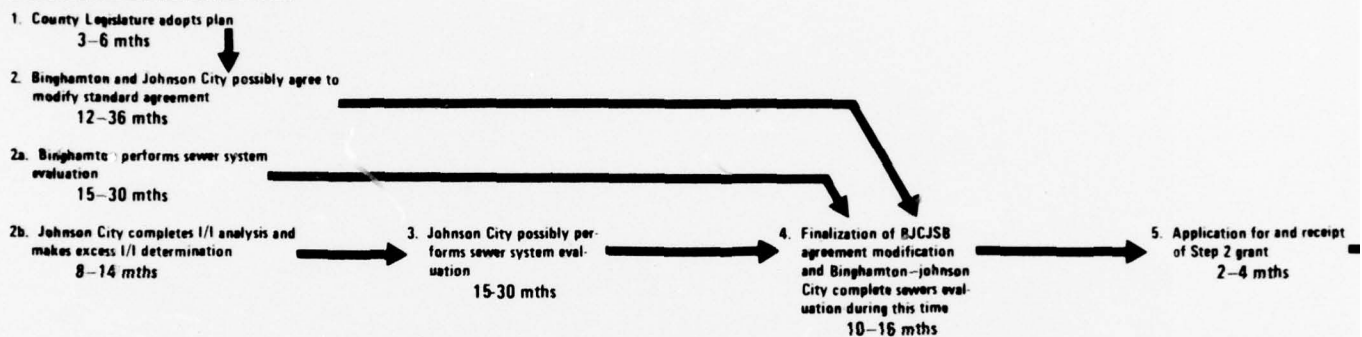 1. County Legislature adopts plan
3–6 mths
2. Binghamton and Johnson City possibly agree to
modify standard agreement
12–36 mths
2a. Binghamto performs sewer system
evaluation
15–30 mths
2b. Johnson City completes I/I analysis and
makes excess I/I determination
8–14 mths
3. Johnson City possibly per-
forms sewer system eval-
uation
15-30 mths
4. Finalization of BJCJSB
agreement modification
and Binghamton–johnson
City complete sewers eval-
uation during this time
10–16 mths
5. Application for and receipt
of Step 2 grant
2–4 mths